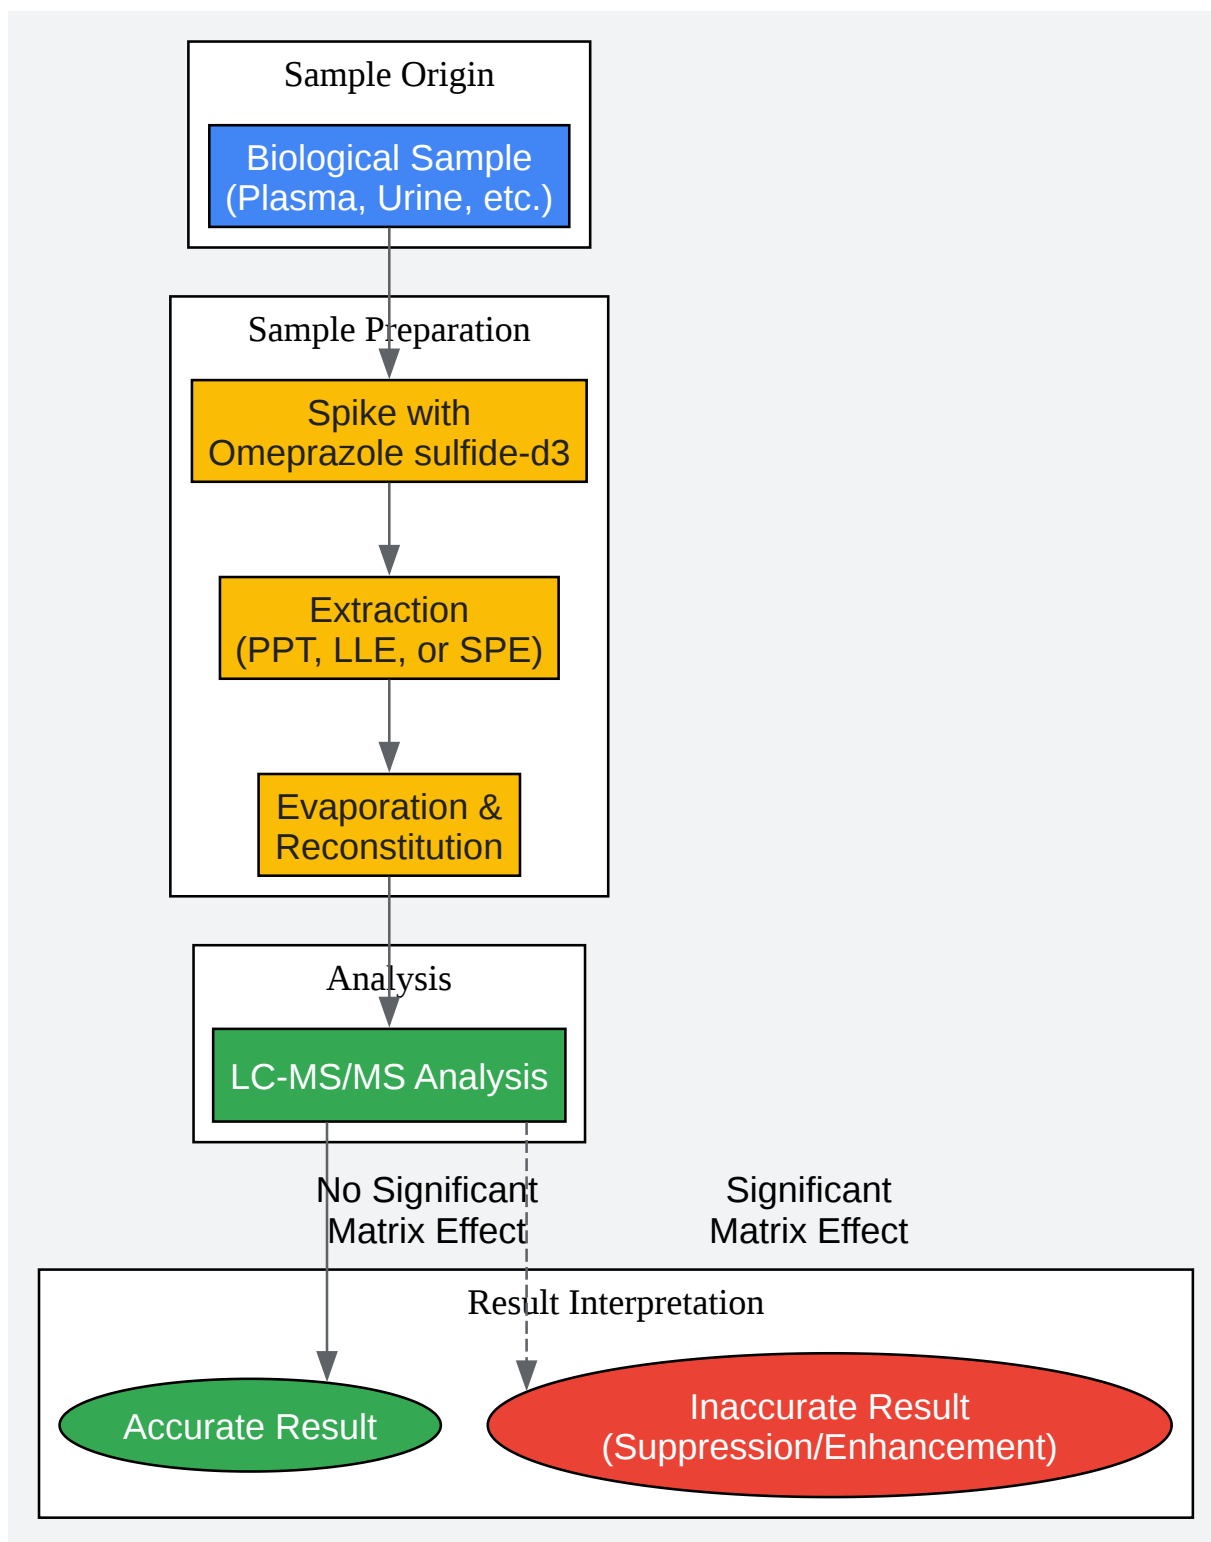 Sample Origin
Biological Sample
(Plasma, Urine, etc.)
Sample Preparation
Spike with
Omeprazole sulfide-d3
Extraction
(PPT, LLE, or SPE)
Evaporation &
Reconstitution
Analysis
LC-MS/MS Analysis
No Significant
Matrix Effect
Significant
Matrix Effect
Result Interpretation
Accurate Result
Inaccurate Result
(Suppression/Enhancement)